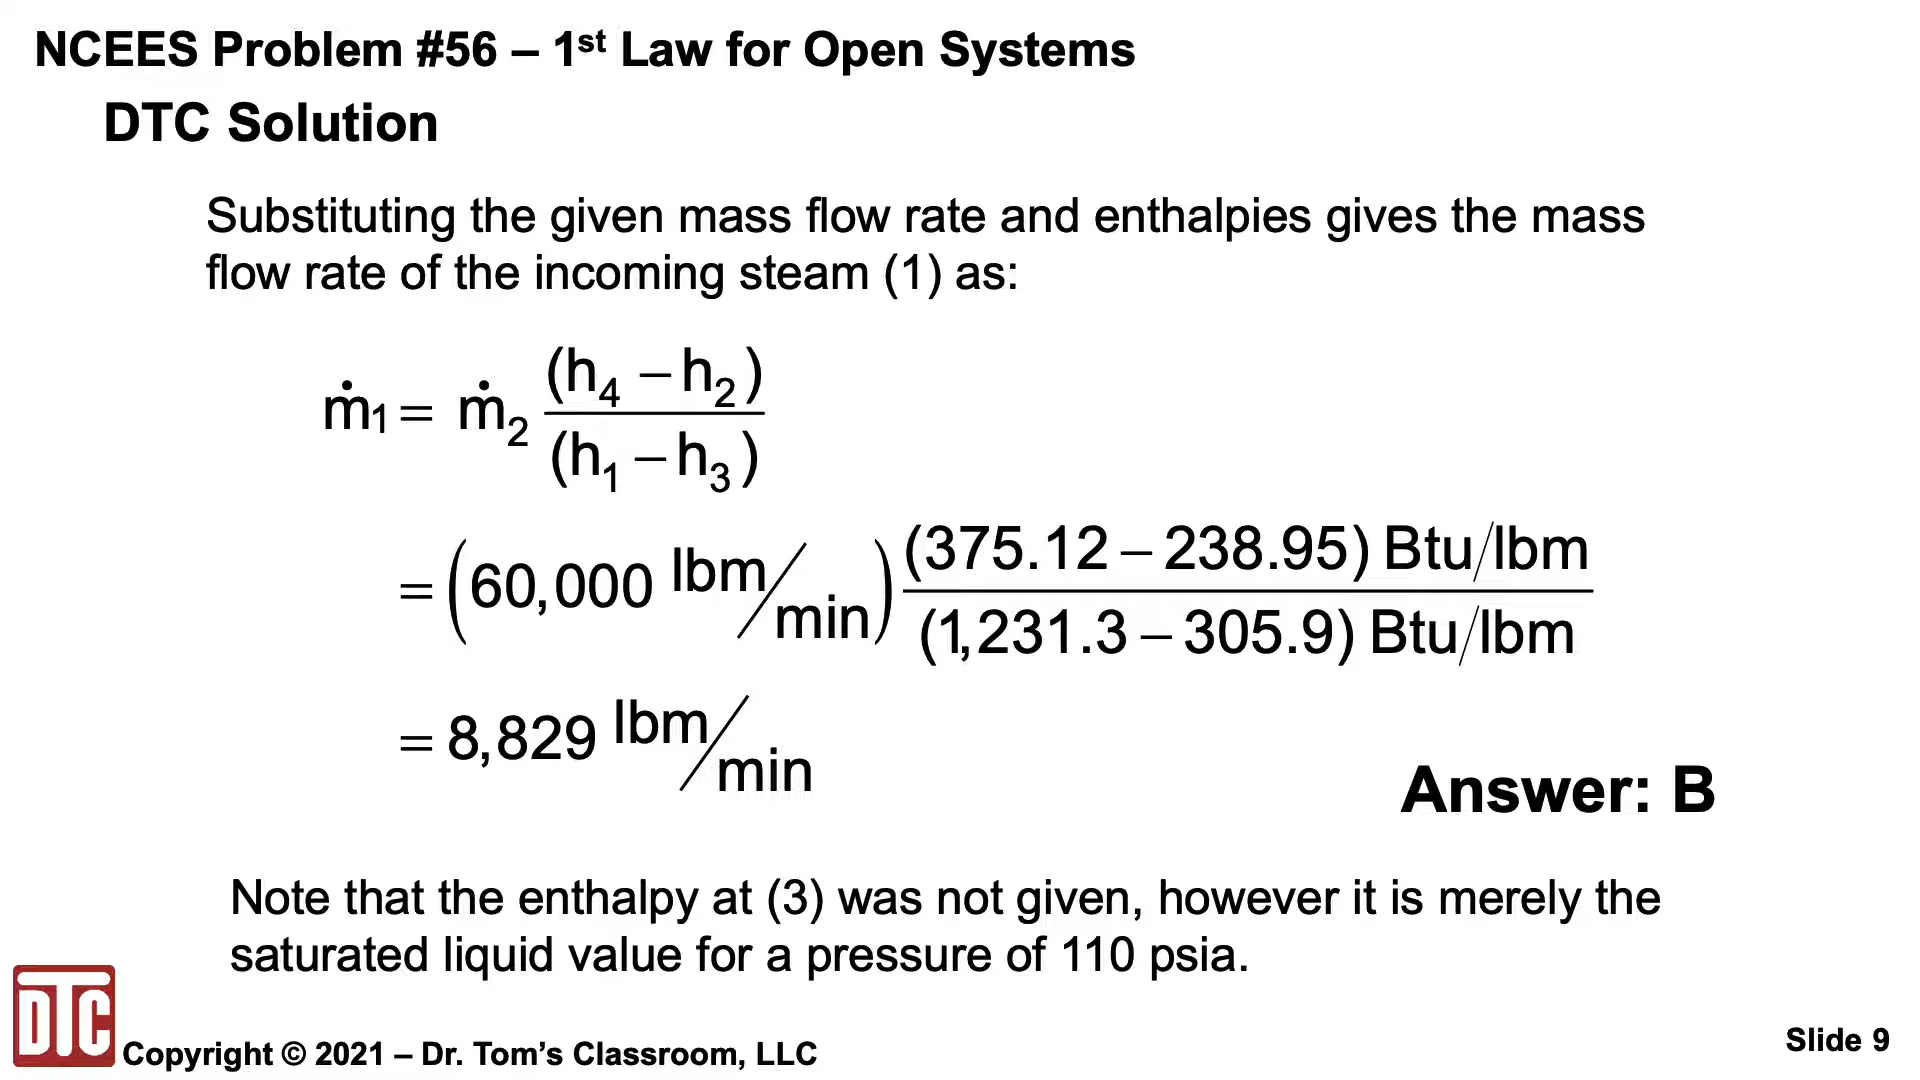 NCEES Problem #56 – 1st Law for Open Systems
DTC Solution
Substituting the given mass flow rate and enthalpies gives the mass
flow rate of the incoming steam (1) as:
ṁ₁ = ṁ₂ (h₄ – h₂) / (h₁ – h₃)
= (60,000 lbm/min) (375.12 – 238.95) Btu/lbm / (1,231.3 – 305.9) Btu/lbm
= 8,829 lbm/min
Answer: B
Note that the enthalpy at (3) was not given, however it is merely the
saturated liquid value for a pressure of 110 psia.
DTC
Copyright © 2021 – Dr. Tom’s Classroom, LLC
Slide 9